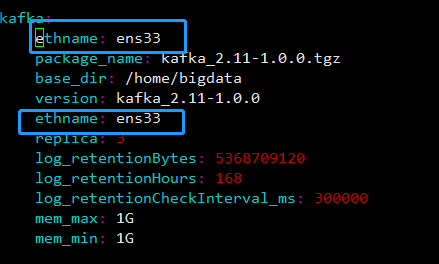 kafka:
ethname: ens33
package_name: kafka_2.11-1.0.0.tgz
base_dir: /home/bigdata
version: kafka_2.11-1.0.0
ethname: ens33
replica: 3
log_retentionBytes: 5368709120
log_retentionHours: 168
log_retentionCheckInterval_ms: 300000
mem_max: 1G
mem_min: 1G